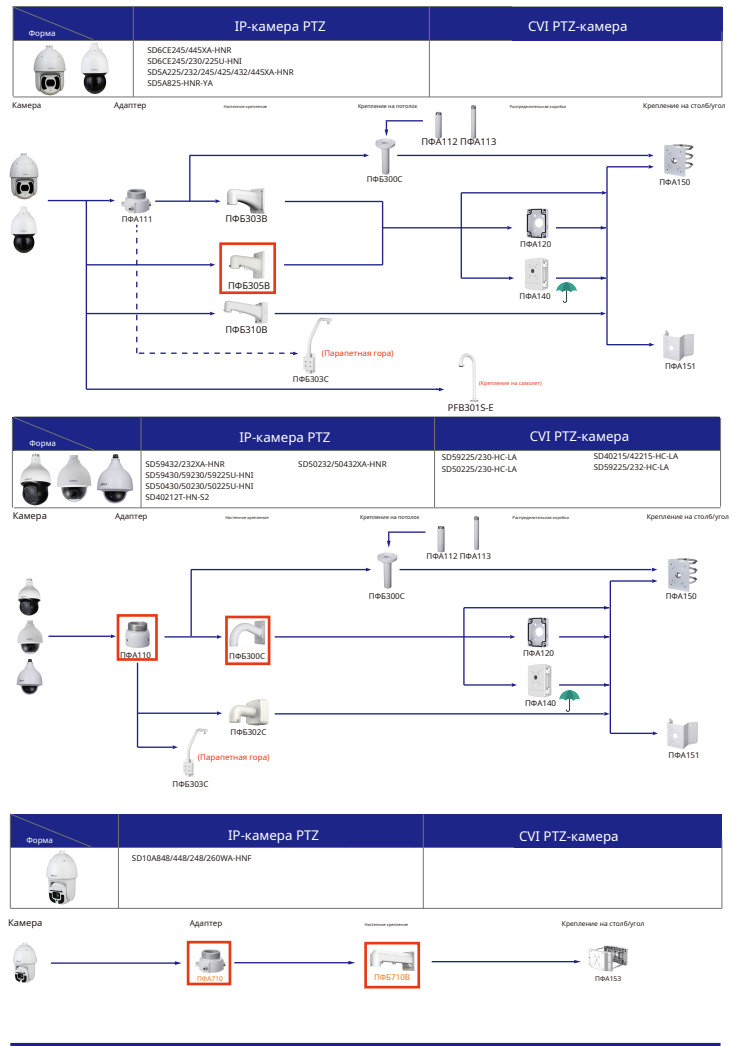 Форма
IP-камера PTZ
CVI PTZ-камера
SD6CE245/445XA-HNR
SD6CE245/230/225U-HNI
SD5A225/232/245/425/432/445XA-HNR
SD5A825-HNR-YA
Камера
Адаптер
Настенное крепление
Крепление на потолок
Распределительная коробка
Крепление на столб/угол
ПФА112 ПФА113
ПФБ300С
ПФА150
ПФА111
ПФБ303В
ПФА120
ПФБ305В
ПФА140
ПФБ310В
(Парапетная гора)
ПФА151
ПФБ303С
(Крепление на самолет)
PFB301S-E
Форма
IP-камера PTZ
CVI PTZ-камера
SD59432/232XA-HNR
SD59430/59230/59225U-HNI
SD50430/50230/50225U-HNI
SD40212T-HN-S2
SD50232/50432XA-HNR
SD59225/230-HC-LA
SD50225/230-HC-LA
SD40215/42215-HC-LA
SD59225/232-HC-LA
Камера
Адаптер
Настенное крепление
Крепление на потолок
Распределительная коробка
Крепление на столб/угол
ПФА112 ПФА113
ПФБ300С
ПФА150
ПФА110
ПФБ300С
ПФА120
ПФА140
ПФБ302С
ПФА151
(Парапетная гора)
ПФБ303С
Форма
IP-камера PTZ
CVI PTZ-камера
SD10A848/448/248/260WA-HNF
Камера
Адаптер
Настенное крепление
Крепление на столб/угол
ПФА710
ПФБ710В
ПФА153